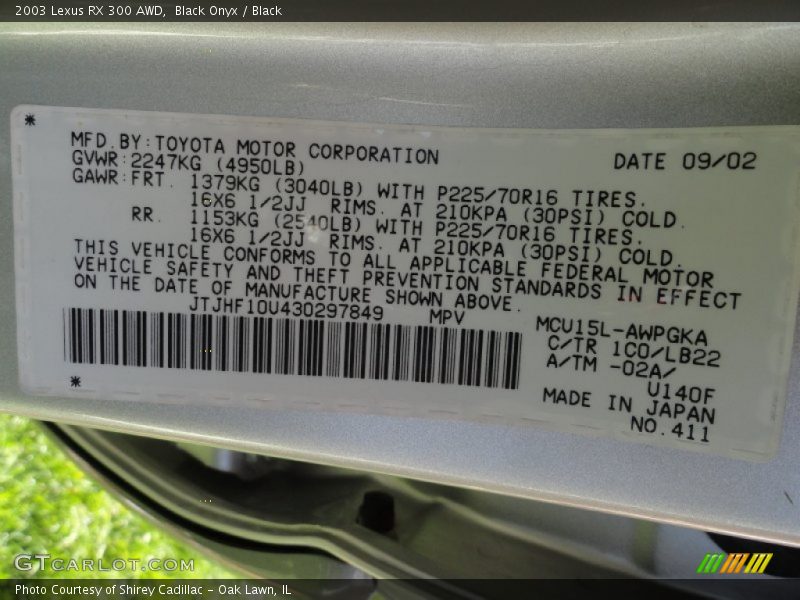 2003 Lexus RX 300 AWD,  Black Onyx / Black
*
MFD.BY:TOYOTA MOTOR CORPORATION DATE 09/02
GVWR:2247KG (4950LB)
GAWR:FRT. 1379KG (3040LB) WITH P225/70R16 TIRES.
16X6 1/2JJ RIMS. AT 210KPA (30PSI) COLD.
RR. 1153KG (2540LB) WITH P225/70R16 TIRES.
16X6 1/2JJ RIMS. AT 210KPA (30PSI) COLD.
THIS VEHICLE CONFORMS TO ALL APPLICABLE FEDERAL MOTOR
VEHICLE SAFETY AND THEFT PREVENTION STANDARDS IN EFFECT
ON THE DATE OF MANUFACTURE SHOWN ABOVE.
JTJHF10U430297849 MPV
MCU15L-AWPGKA
C/TR 1C0/LB22
A/TM -02A/
U140F
MADE IN JAPAN
NO.411
*
GTCARLOT.COM
Photo Courtesy of Shirey Cadillac - Oak Lawn, IL